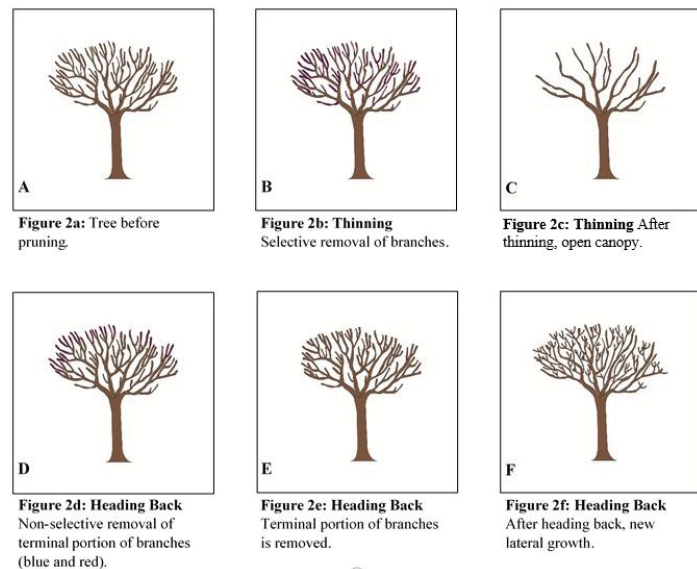 A
B
C
Figure 2a: Tree before
pruning.
Figure 2b: Thinning
Selective removal of branches.
Figure 2c: Thinning After
thinning, open canopy.
D
E
F
Figure 2d: Heading Back
Non-selective removal of
terminal portion of branches
(blue and red).
Figure 2e: Heading Back
Terminal portion of branches
is removed.
Figure 2f: Heading Back
After heading back, new
lateral growth.